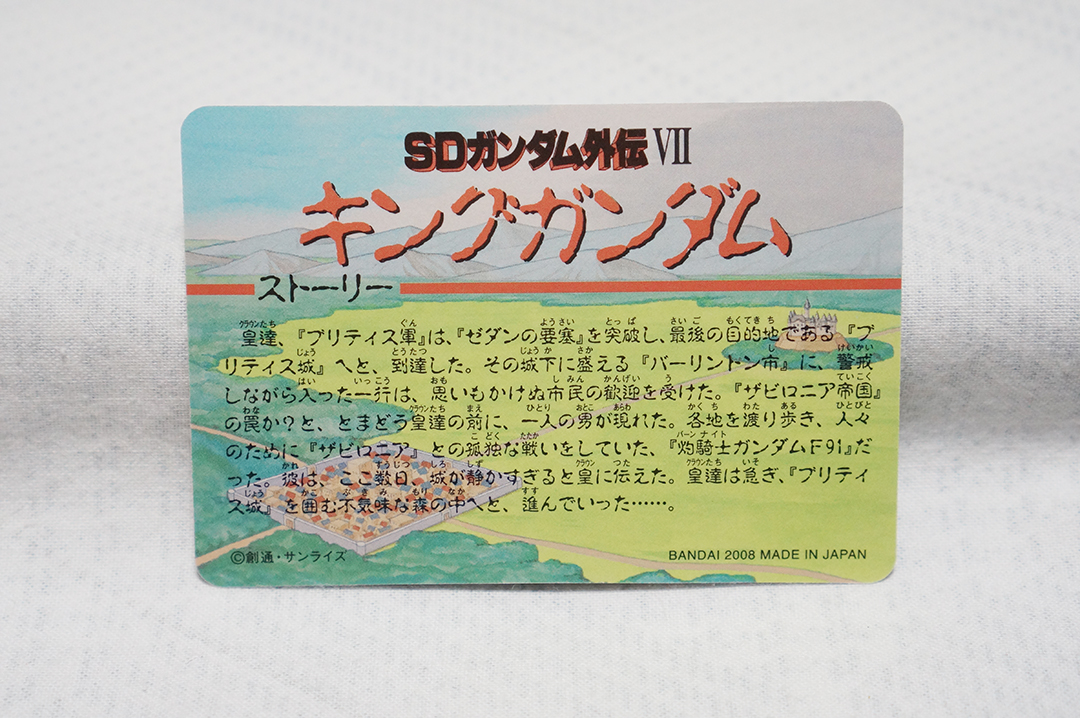 SDガンダム外伝 VII
キングガンダム
ストーリー
皇達、『ブリティス軍』は、『ゼダンの要塞』を突破し、最後の目的地である『ブ
リティス城』へと、到達した。その城下に盛える『バーリントン市』に、警戒
しながら入った一行は、思いもかけぬ市民の歓迎を受けた。『ザビロニア帝国』
の罠か?と、とまどう皇達の前に、一人の男が現れた。各地を渡り歩き、人々
のために『ザビロニア』との孤独な戦いをしていた、『灼騎士ガンダムF91』だ
った。彼は、ここ数日 城が静かすぎると皇に伝えた。皇達は急ぎ、『ブリティ
ス城』を囲む不気味な森の中へと、進んでいった……。
©創通・サンライズ
BANDAI 2008 MADE IN JAPAN